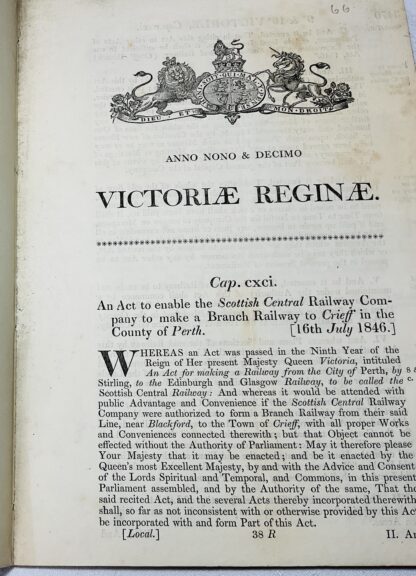 66
DIEU ET MON DROIT
ANNO NONO & DECIMO
VICTORIÆ REGINÆ.
Cap. cxci.
An Act to enable the Scottish Central Railway Com-
pany to make a Branch Railway to Crieff in the
County of Perth. [16th July 1846.]
WHEREAS an Act was passed in the Ninth Year of the
Reign of Her present Majesty Queen Victoria, intituled
An Act for making a Railway from the City of Perth, by 8 &
Stirling, to the Edinburgh and Glasgow Railway, to be called the c.
Scottish Central Railway: And whereas it would be attended with
public Advantage and Convenience if the Scottish Central Railway
Company were authorized to form a Branch Railway from their said
Line, near Blackford, to the Town of Crieff, with all proper Works
and Conveniences connected therewith; but that Object cannot be
effected without the Authority of Parliament: May it therefore please
Your Majesty that it may be enacted; and be it enacted by the
Queen's most Excellent Majesty, by and with the Advice and Consent
of the Lords Spiritual and Temporal, and Commons, in this present
Parliament assembled, and by the Authority of the same, That the
said recited Act, and the several Acts thereby incorporated therewith
shall, so far as not inconsistent with or otherwise provided by this Act
be incorporated with and form Part of this Act.
[Local.] 38 R II. An